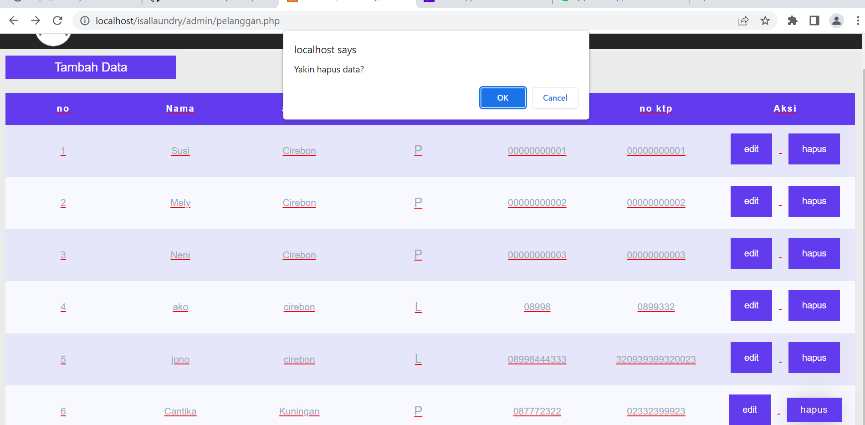 localhost/isallaundry/admin/pelanggan.php
localhost says
Yakin hapus data?
OK Cancel
Tambah Data
no Nama no ktp Aksi
1 Susi Cirebon P 00000000001 00000000001 edit hapus
2 Mely Cirebon P 00000000002 00000000002 edit hapus
3 Neni Cirebon P 00000000003 00000000003 edit hapus
4 ako cirebon L 08998 0899332 edit hapus
5 jono cirebon L 08998444333 320939399320023 edit hapus
6 Cantika Kuningan P 087772322 02332399923 edit hapus